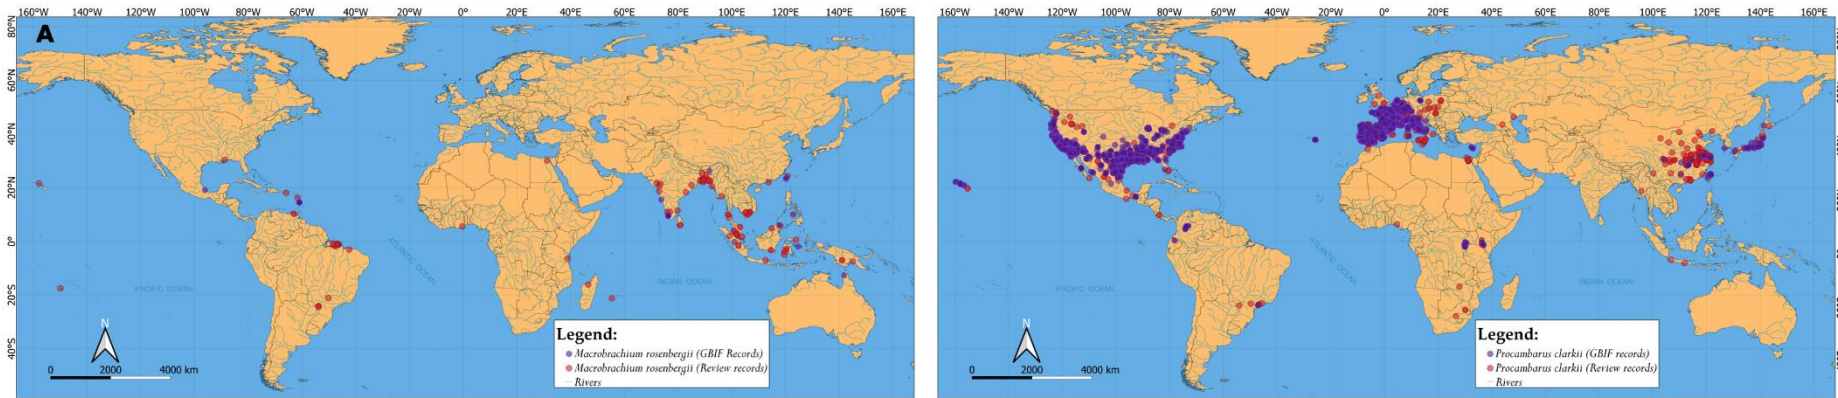 160°W 140°W 120°W 100°W 80°W 60°W 40°W 20°W 0° 20°E 40°E 60°E 80°E 100°E 120°E 140°E 160°E
A
80°N
60°N
40°N
20°N
0°
20°S
40°S
ATLANTIC OCEAN
PACIFIC OCEAN
INDIAN OCEAN
N
0 2000 4000 km
Legend:
Macrobrachium rosenbergii (GBIF Records)
Macrobrachium rosenbergii (Review records)
Rivers
160°W 140°W 120°W 100°W 80°W 60°W 40°W 20°W 0° 20°E 40°E 60°E 80°E 100°E 120°E 140°E 160°E
ATLANTIC OCEAN
PACIFIC OCEAN
INDIAN OCEAN
N
0 2000 4000 km
Legend:
Procambarus clarkii (GBIF records)
Procambarus clarkii (Review records)
Rivers